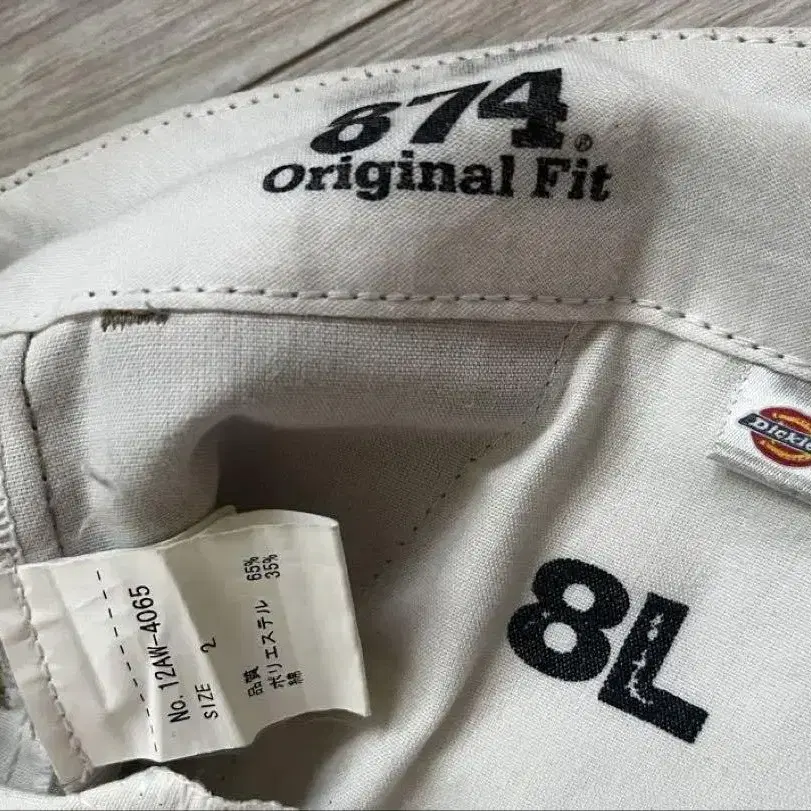 874®
Original Fit
Dickies
8L
No. 12AW-4065
SIZE 2
品質
ポリエステル 65%
綿 35%